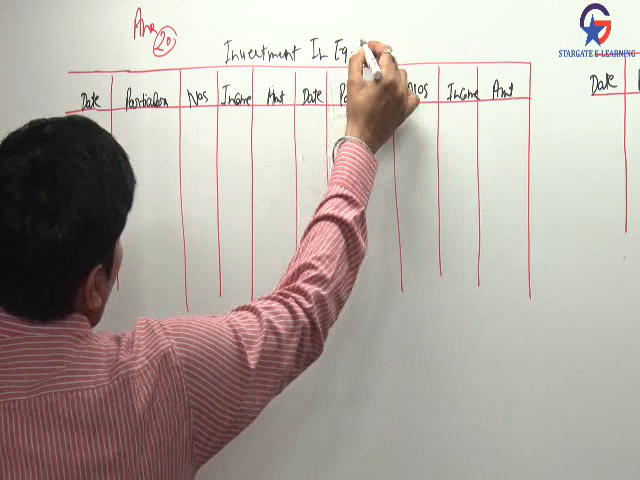 Ans 20
STARGATE E-LEARNING
Investment In Eq.
Date Particulars Nos Income Amt Date Nos Income Amt
Date